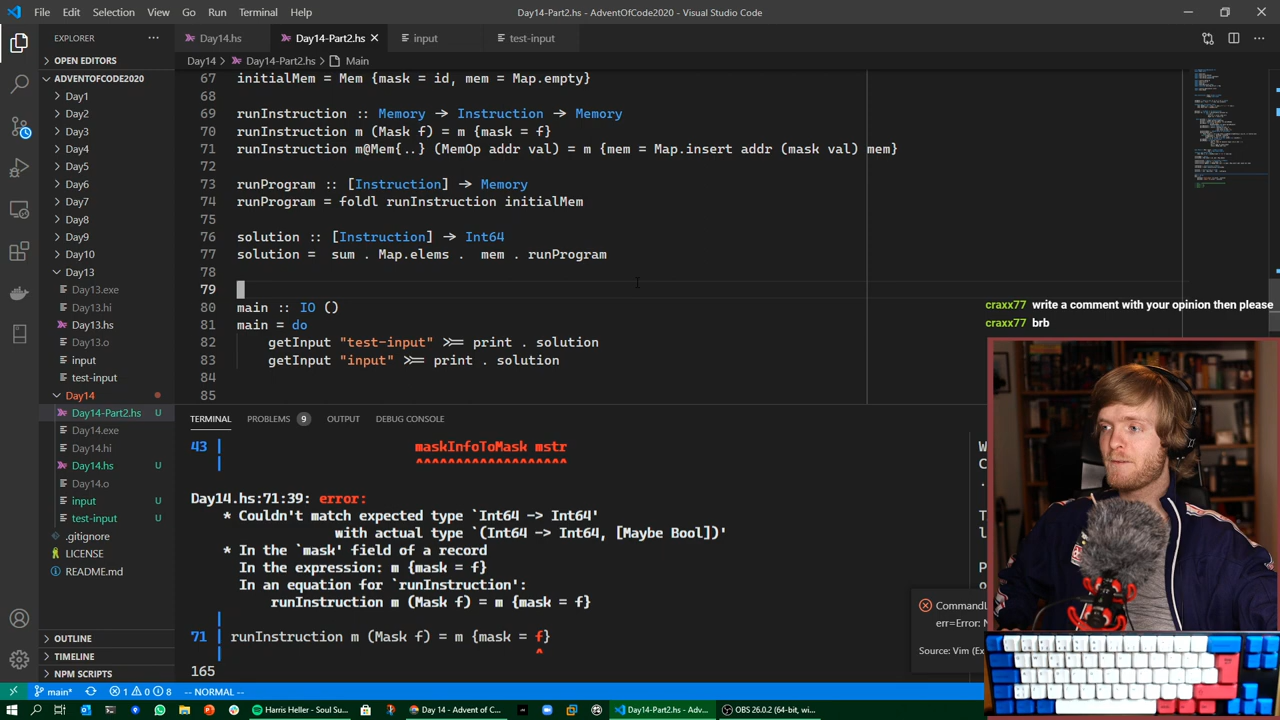 File Edit Selection View Go Run Terminal Help
Day14-Part2.hs - AdventOfCode2020 - Visual Studio Code
EXPLORER
Day14.hs
Day14-Part2.hs
input
test-input
OPEN EDITORS
Day14 > Day14-Part2.hs > Main
ADVENTOFCODE2020
Day1
Day2
Day3
Day4
Day5
Day6
Day7
Day8
Day9
Day10
Day13
Day13.exe
Day13.hi
Day13.hs
Day13.o
input
test-input
Day14
Day14-Part2.hs U
Day14.exe
Day14.hi
Day14.hs U
Day14.o
input U
test-input U
.gitignore
LICENSE
README.md
OUTLINE
TIMELINE
NPM SCRIPTS
67 initialMem = Mem {mask = id, mem = Map.empty}
68
69 runInstruction :: Memory → Instruction → Memory
70 runInstruction m (Mask f) = m {mask = f}
71 runInstruction m@Mem{..} (MemOp addr val) = m {mem = Map.insert addr (mask val) mem}
72
73 runProgram :: [Instruction] → Memory
74 runProgram = foldl runInstruction initialMem
75
76 solution :: [Instruction] → Int64
77 solution = sum . Map.elems . mem . runProgram
78
79
80 main :: IO ()
81 main = do
82 getInput "test-input" >>= print . solution
83 getInput "input" >>= print . solution
84
85
craxx77 write a comment with your opinion then please
craxx77 brb
TERMINAL PROBLEMS 9 OUTPUT DEBUG CONSOLE
43 | maskInfoToMask mstr
| ^^^^^^^^^^^^^^^^^^^
Day14.hs:71:39: error:
* Couldn't match expected type `Int64 -> Int64'
with actual type `(Int64 -> Int64, [Maybe Bool])'
* In the `mask' field of a record
In the expression: m {mask = f}
In an equation for `runInstruction':
runInstruction m (Mask f) = m {mask = f}
|
71 | runInstruction m (Mask f) = m {mask = f}
| ^
165
CommandL
err=Error:
Source: Vim (Ex
main* 1 0 8 -- NORMAL --
Harris Heller - Soul Su...
Day 14 - Advent of C...
Day14-Part2.hs - Adv...
OBS 26.0.2 (64-bit, w...